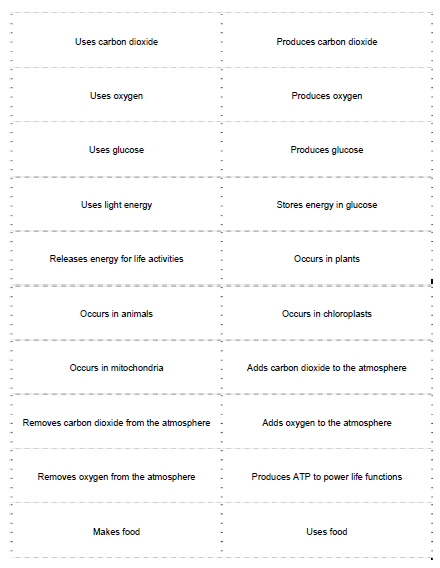 Uses carbon dioxide
Produces carbon dioxide
Uses oxygen
Produces oxygen
Uses glucose
Produces glucose
Uses light energy
Stores energy in glucose
Releases energy for life activities
Occurs in plants
Occurs in animals
Occurs in chloroplasts
Occurs in mitochondria
Adds carbon dioxide to the atmosphere
Removes carbon dioxide from the atmosphere
Adds oxygen to the atmosphere
Removes oxygen from the atmosphere
Produces ATP to power life functions
Makes food
Uses food